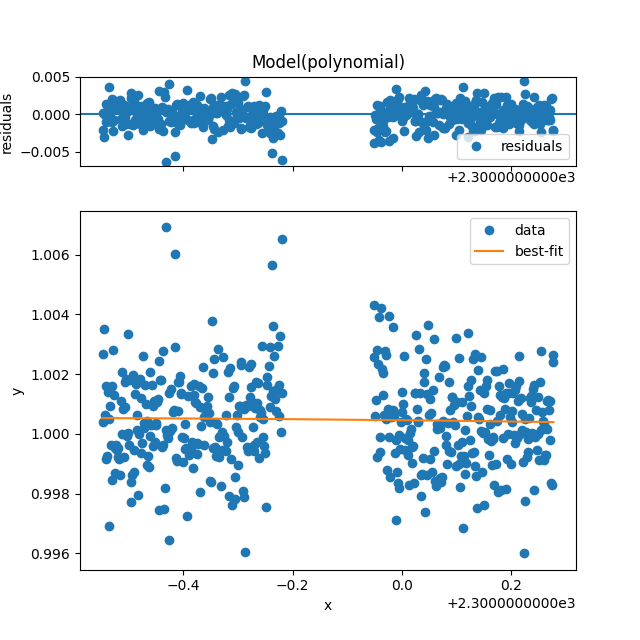 Model(polynomial)
0.005
0.000
−0.005
residuals
residuals
+2.3000000000e3
1.006
1.004
1.002
1.000
0.998
0.996
y
data
best-fit
−0.4
−0.2
0.0
0.2
x
+2.3000000000e3